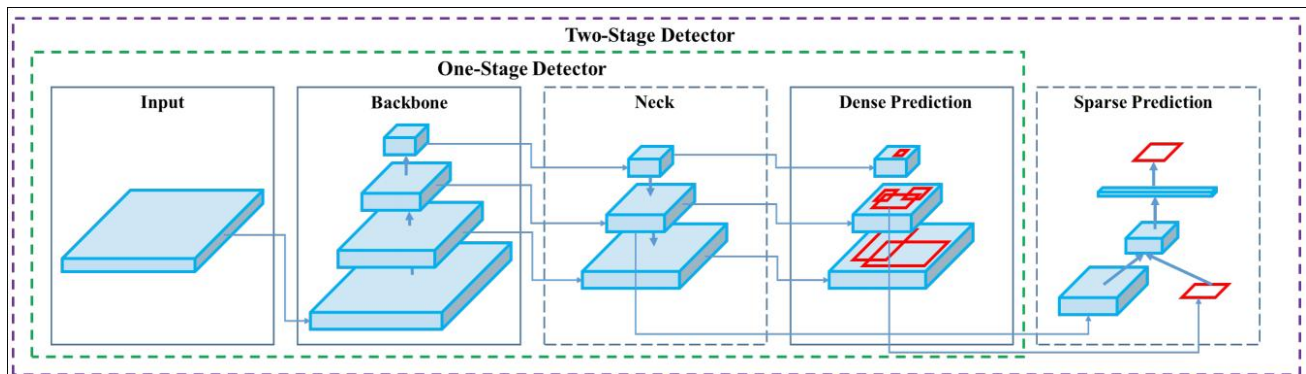 Two-Stage Detector
One-Stage Detector
Input
Backbone
Neck
Dense Prediction
Sparse Prediction